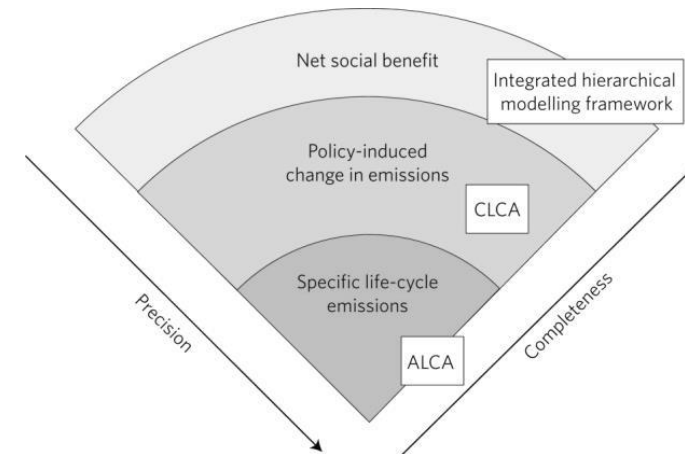 Net social benefit
Integrated hierarchical
modelling framework
Policy-induced
change in emissions
CLCA
Specific life-cycle
emissions
ALCA
Precision
Completeness